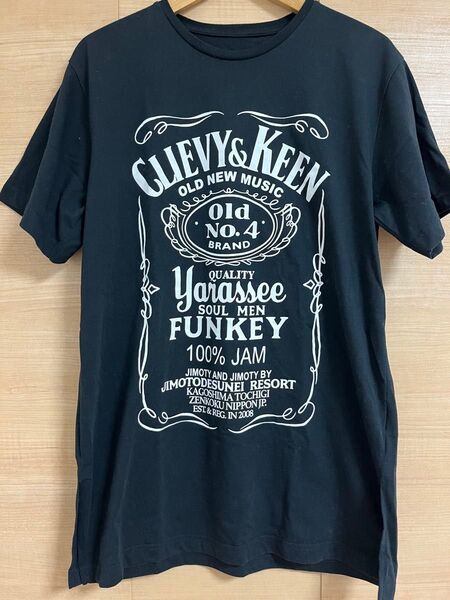 CLIEVY&KEEN
OLD NEW MUSIC
Old
No.4
BRAND
QUALITY
Yarassee
SOUL MEN
FUNKEY
100% JAM
JIMOTY AND JIMOTY BY
JIMOTODESUNEI RESORT
KAGOSHIMA TOCHIGI
ZENKOKU NIPPON JP.
EST.& REG. IN 2008